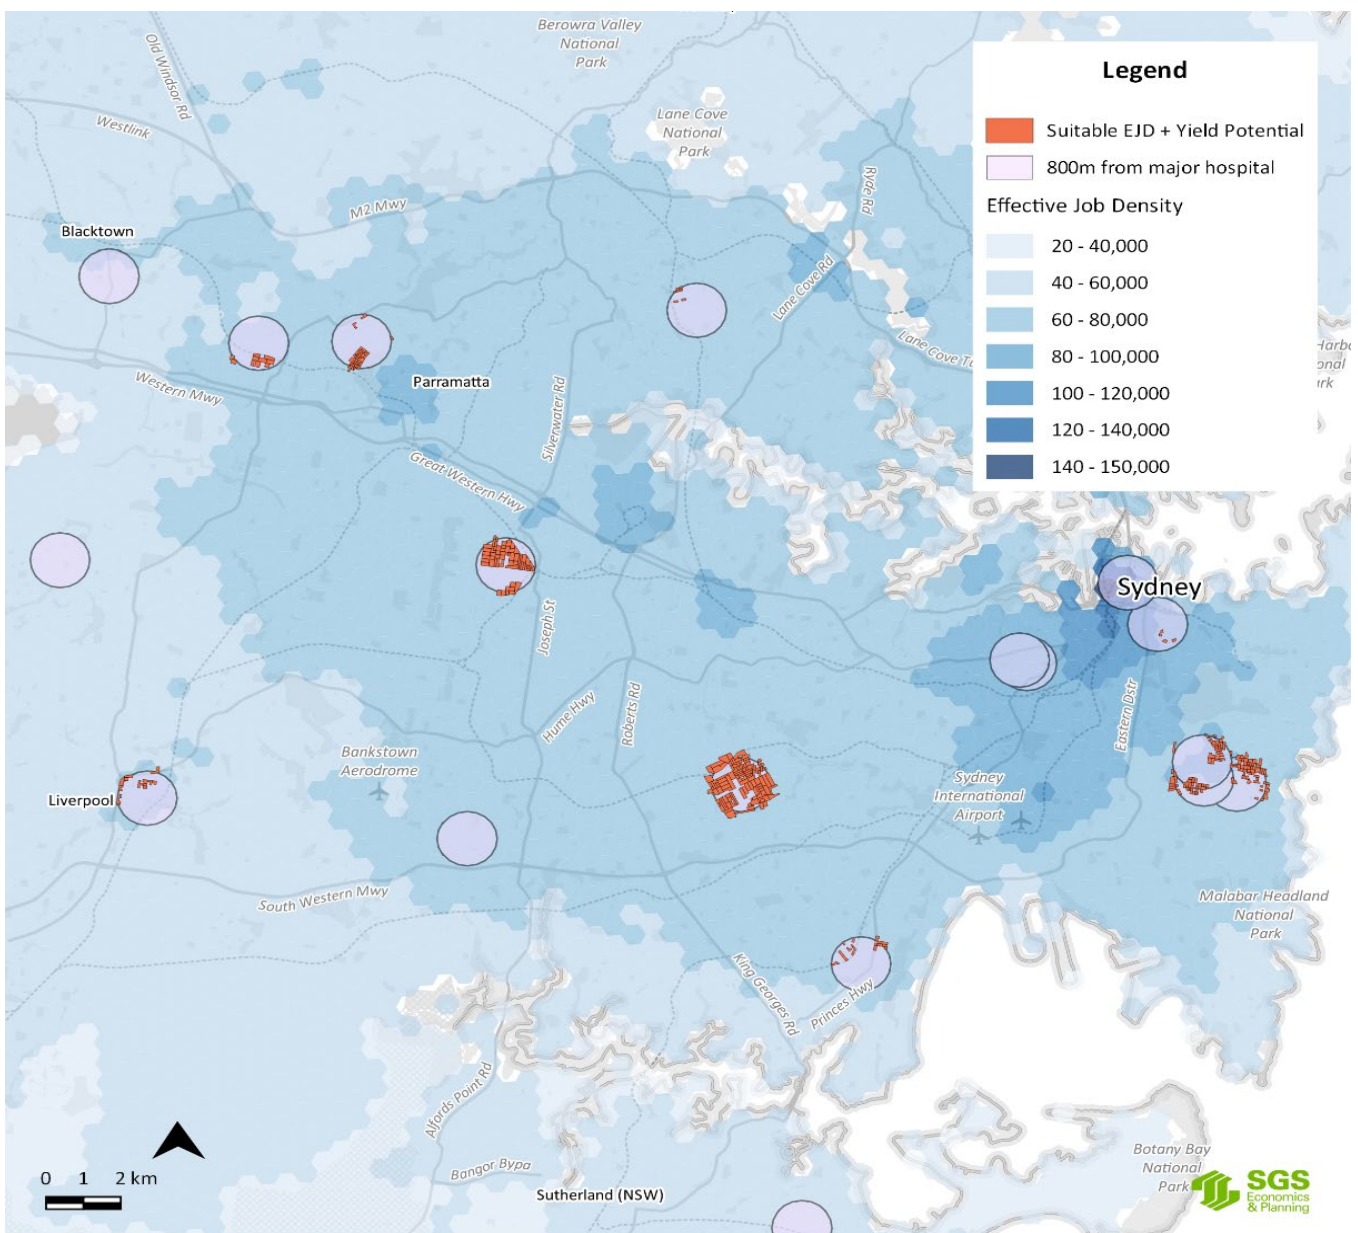 Berowra Valley
National
Park
Old Windsor Rd
Westlink
Lane Cove
National
Park
Legend
Suitable EJD + Yield Potential
800m from major hospital
Effective Job Density
20 - 40,000
40 - 60,000
60 - 80,000
80 - 100,000
100 - 120,000
120 - 140,000
140 - 150,000
Ryde Rd
M2 Mwy
Blacktown
Lane Cove Rd
Lane Cove Tu
Western Mwy
Parramatta
Silverwater Rd
Great Western Hwy
Sydney
Joseph St
Hume Hwy
Roberts Rd
Eastern Dstr
Bankstown
Aerodrome
Sydney
International
Airport
Liverpool
South Western Mwy
Malabar Headland
National
Park
King Georges Rd
Princes Hwy
Alfords Point Rd
Bangor Bypa
Sutherland (NSW)
Botany Bay
National
Park
0 1 2 km
SGS
Economics
& Planning